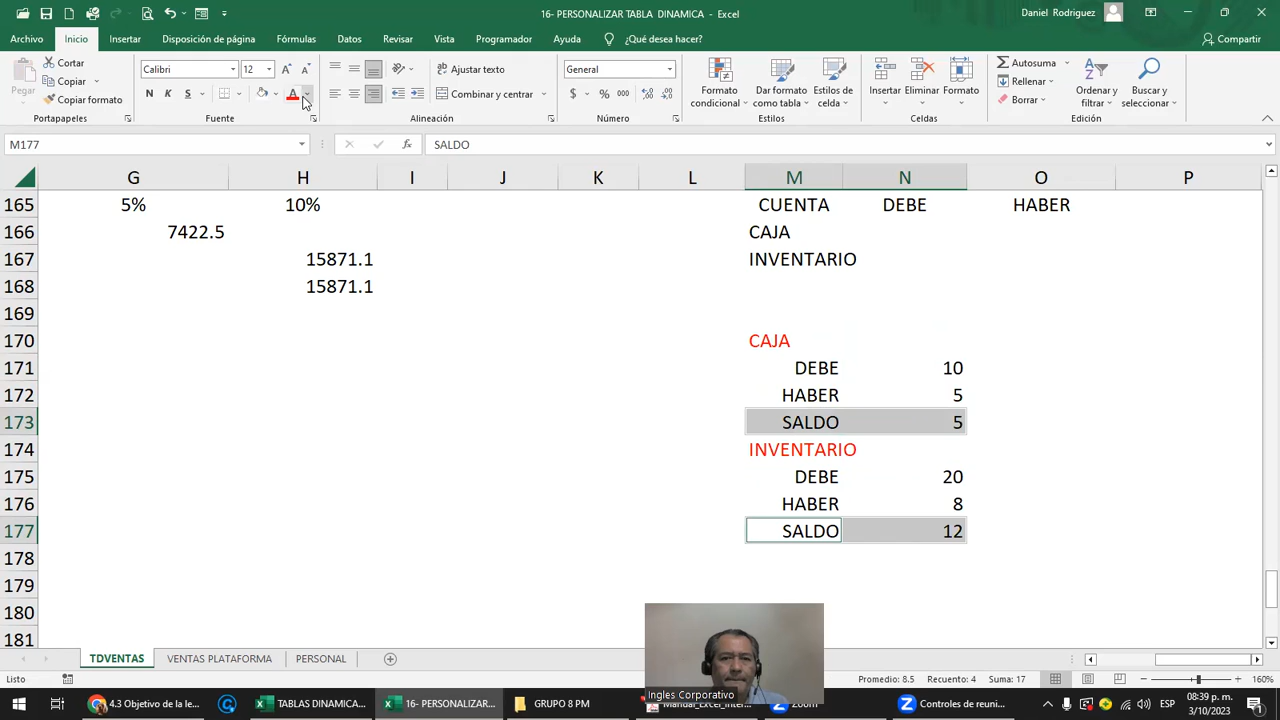 16- PERSONALIZAR TABLA DINAMICA - Excel
Daniel Rodriguez
Archivo Inicio Insertar Disposición de página Fórmulas Datos Revisar Vista Programador Ayuda ¿Qué desea hacer? Compartir
Pegar
Cortar
Copiar
Copiar formato
Portapapeles
Calibri 12
N K S
Fuente
Ajustar texto
Combinar y centrar
Alineación
General
$ % 000
Número
Formato condicional
Dar formato como tabla
Estilos de celda
Estilos
Insertar Eliminar Formato
Celdas
Autosuma
Rellenar
Borrar
Ordenar y filtrar
Buscar y seleccionar
Edición
M177 fx SALDO
G H I J K L M N O P
165 5% 10% CUENTA DEBE HABER
166 7422.5 CAJA
167 15871.1 INVENTARIO
168 15871.1
169
170 CAJA
171 DEBE 10
172 HABER 5
173 SALDO 5
174 INVENTARIO
175 DEBE 20
176 HABER 8
177 SALDO 12
178
179
180
181
Ingles Corporativo
TDVENTAS VENTAS PLATAFORMA PERSONAL
Listo Promedio: 8.5 Recuento: 4 Suma: 17 160%
4.3 Objetivo de la le... TABLAS DINAMICA... 16- PERSONALIZAR... GRUPO 8 PM Manual_Excel_Inter... Zoom Controles de reuni... ESP 08:39 p. m.
3/10/2023